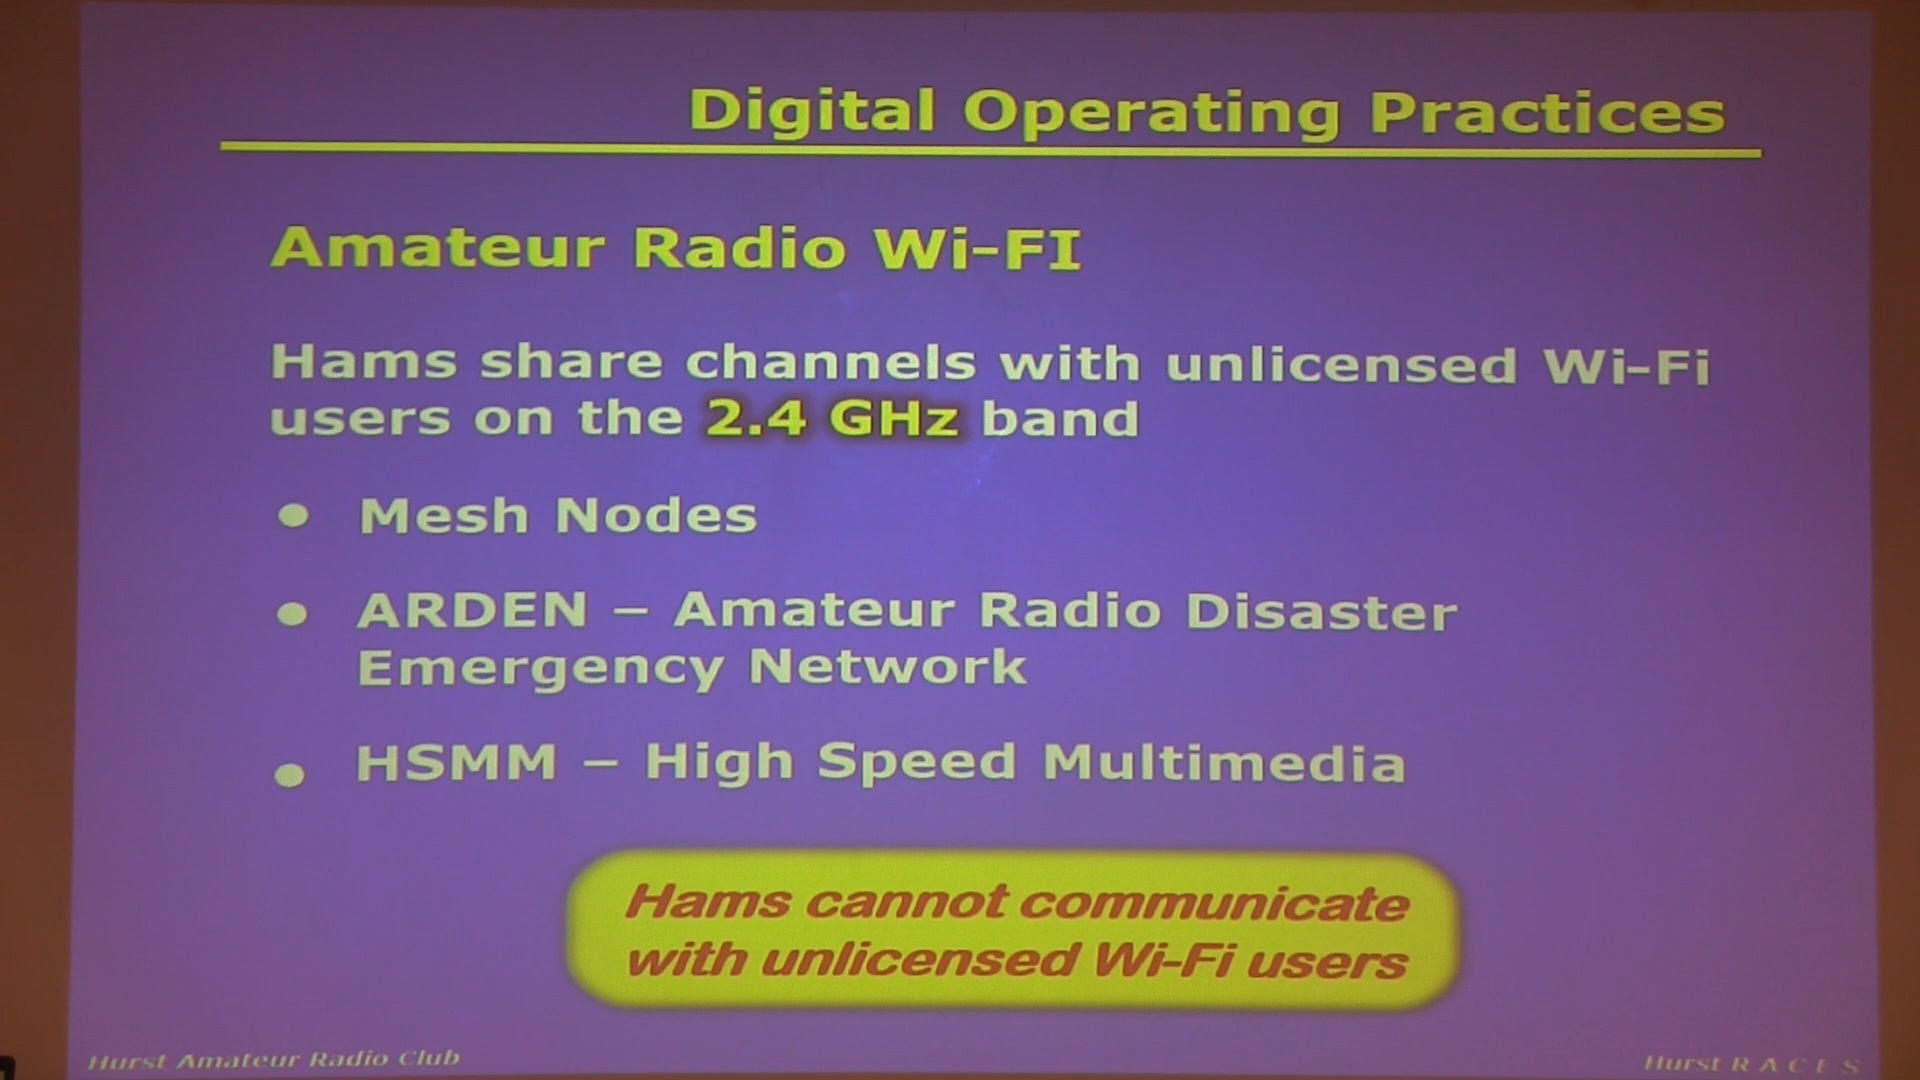 Digital Operating Practices
Amateur Radio Wi-FI
Hams share channels with unlicensed Wi-Fi
users on the 2.4 GHz band
● Mesh Nodes
● ARDEN – Amateur Radio Disaster
Emergency Network
● HSMM – High Speed Multimedia
Hams cannot communicate
with unlicensed Wi-Fi users
Hurst Amateur Radio Club
Hurst R A C E S